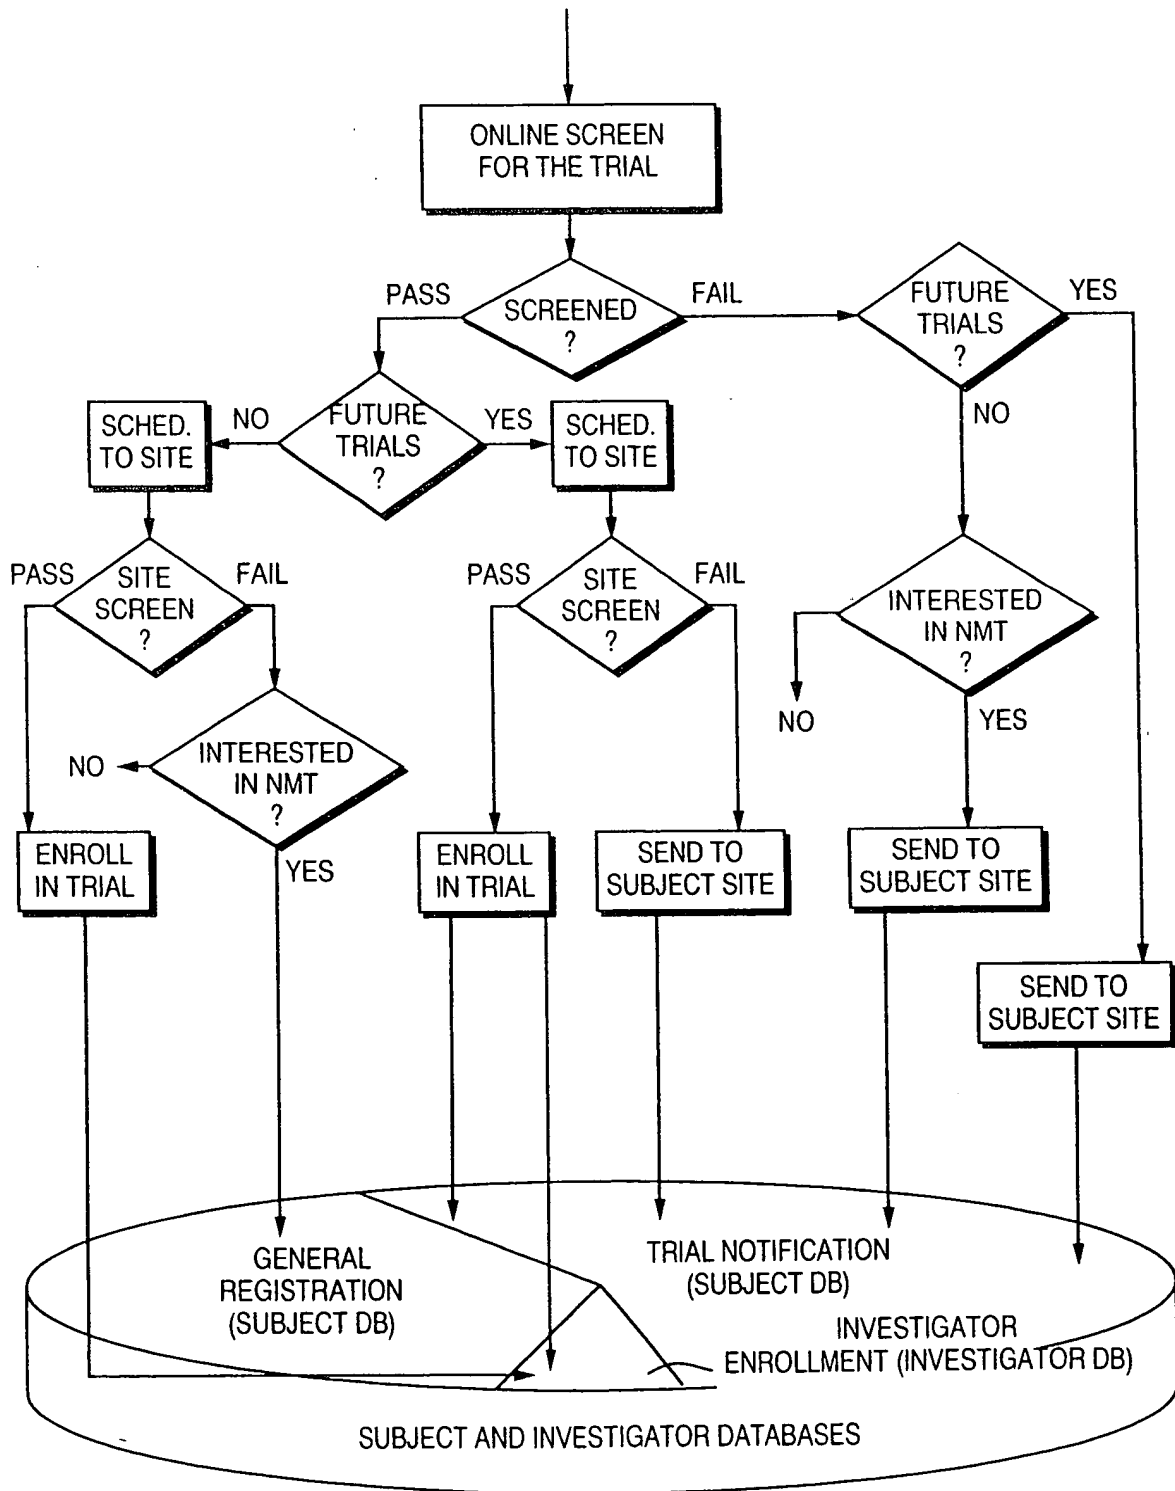 ONLINE SCREEN
FOR THE TRIAL
PASS
SCREENED
?
FAIL
FUTURE
TRIALS
?
YES
NO
SCHED.
TO SITE
NO
FUTURE
TRIALS
?
YES
SCHED.
TO SITE
PASS
SITE
SCREEN
?
FAIL
PASS
SITE
SCREEN
?
FAIL
INTERESTED
IN NMT
?
NO
YES
NO
INTERESTED
IN NMT
?
YES
ENROLL
IN TRIAL
ENROLL
IN TRIAL
SEND TO
SUBJECT SITE
SEND TO
SUBJECT SITE
SEND TO
SUBJECT SITE
GENERAL
REGISTRATION
(SUBJECT DB)
TRIAL NOTIFICATION
(SUBJECT DB)
INVESTIGATOR
ENROLLMENT (INVESTIGATOR DB)
SUBJECT AND INVESTIGATOR DATABASES